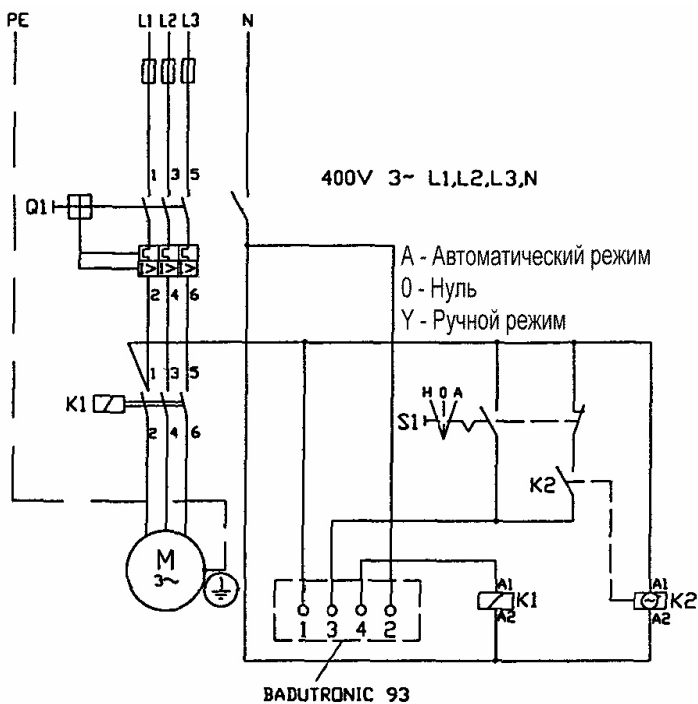 PE L1 L2 L3 N
1 3 5
400V 3~ L1,L2,L3,N
Q1
I> I> I>
A - Автоматический режим
2 4 6
0 - Нуль
Y - Ручной режим
1 3 5
H 0 A
K1
S1
2 4 6
K2
M
3~
A1 A1
K1 K2
A2 A2
1 3 4 2
BADUTRONIC 93